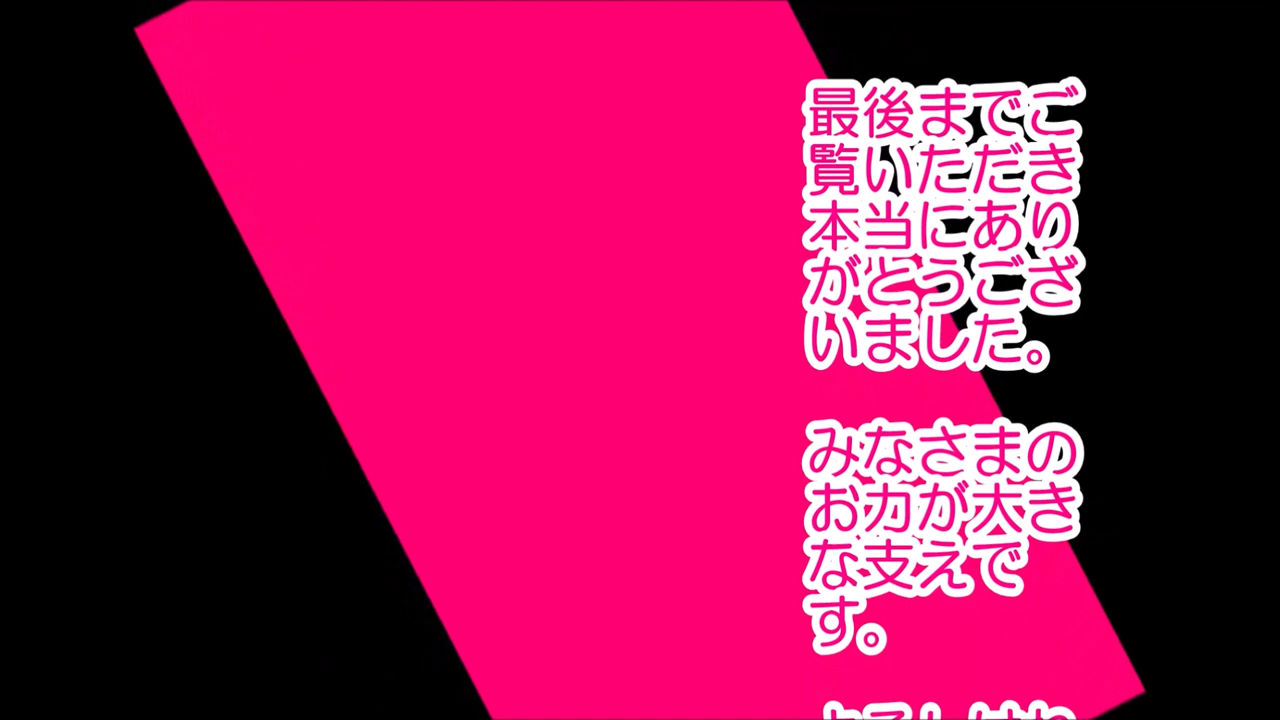 最後までご
覧いただき
本当にあり
がとうござ
いました。
みなさまの
お力が大き
な支えで
す。